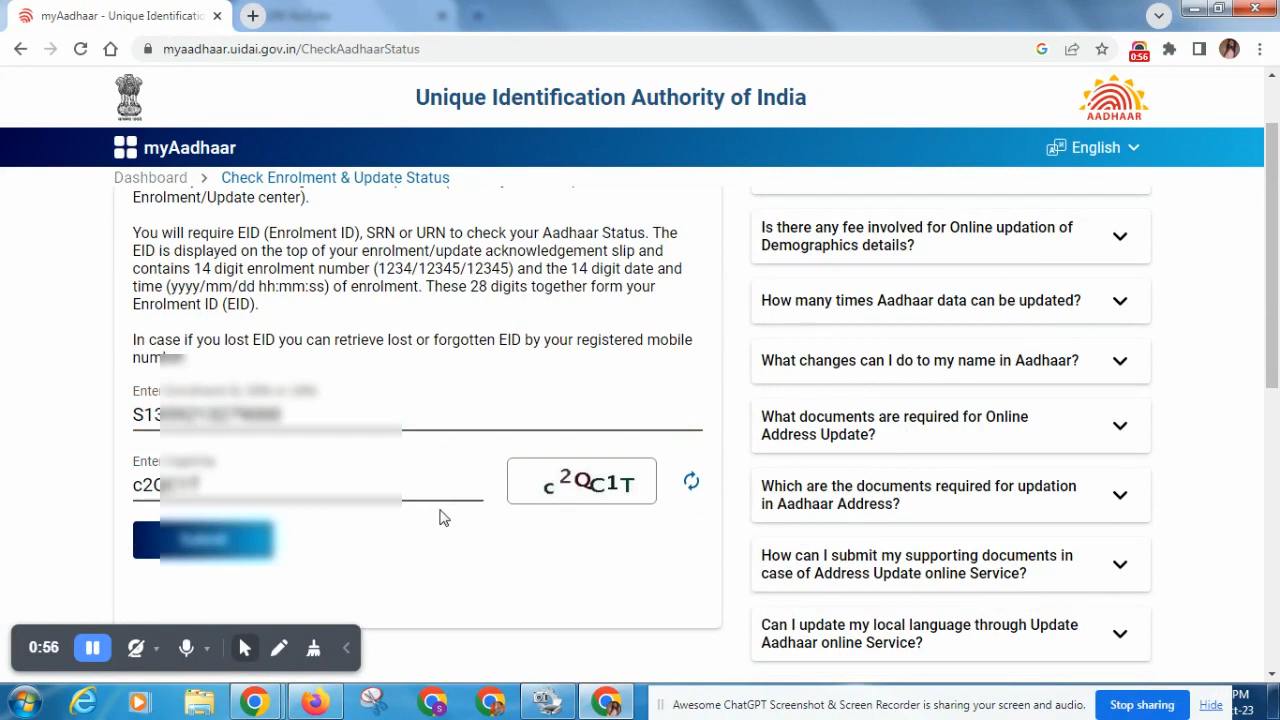 myAadhaar - Unique Identificatio
myaadhaar.uidai.gov.in/CheckAadhaarStatus
0:56
Unique Identification Authority of India
AADHAAR
myAadhaar
English
Dashboard > Check Enrolment & Update Status
Enrolment/Update center).
You will require EID (Enrolment ID), SRN or URN to check your Aadhaar Status. The
EID is displayed on the top of your enrolment/update acknowledgement slip and
contains 14 digit enrolment number (1234/12345/12345) and the 14 digit date and
time (yyyy/mm/dd hh:mm:ss) of enrolment. These 28 digits together form your
Enrolment ID (EID).
In case if you lost EID you can retrieve lost or forgotten EID by your registered mobile
number.
Enter
Enter
c2QC1T
Is there any fee involved for Online updation of
Demographics details?
How many times Aadhaar data can be updated?
What changes can I do to my name in Aadhaar?
What documents are required for Online
Address Update?
Which are the documents required for updation
in Aadhaar Address?
How can I submit my supporting documents in
case of Address Update online Service?
Can I update my local language through Update
Aadhaar online Service?
0:56
Awesome ChatGPT Screenshot & Screen Recorder is sharing your screen and audio.
Stop sharing
Hide
PM